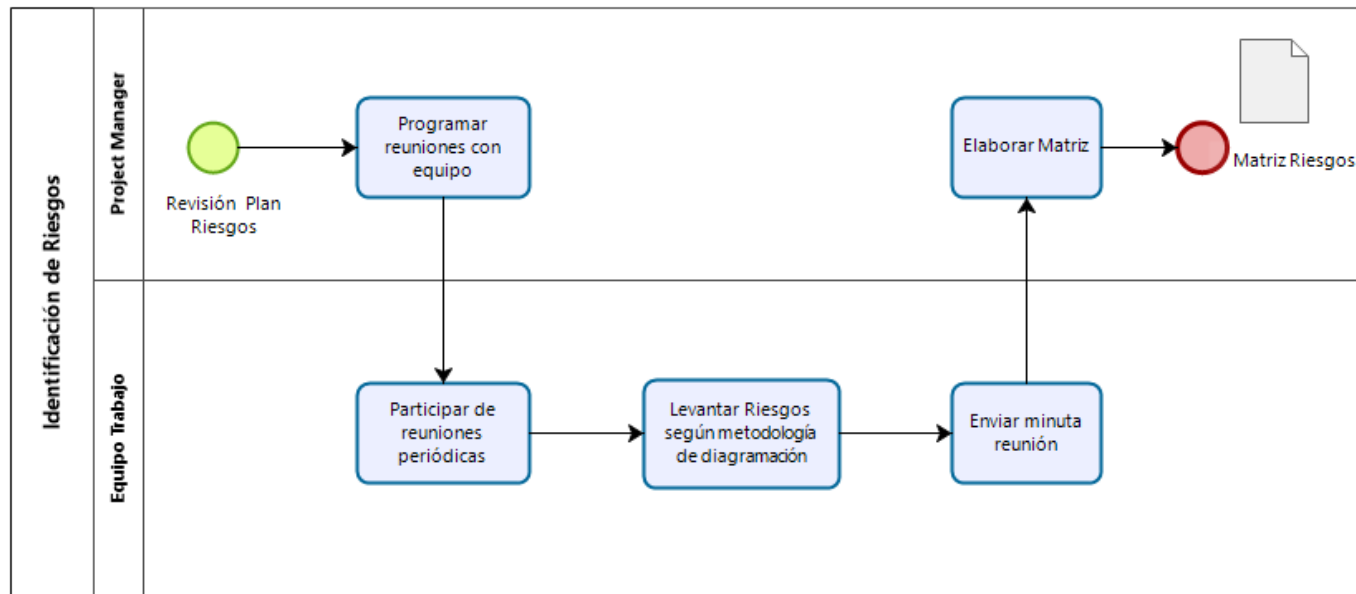 Identificación de Riesgos
Project Manager
Revisión Plan
Riesgos
Programar
reuniones con
equipo
Elaborar Matriz
Matriz Riesgos
Equipo Trabajo
Participar de
reuniones
periódicas
Levantar Riesgos
según metodología
de diagramación
Enviar minuta
reunión